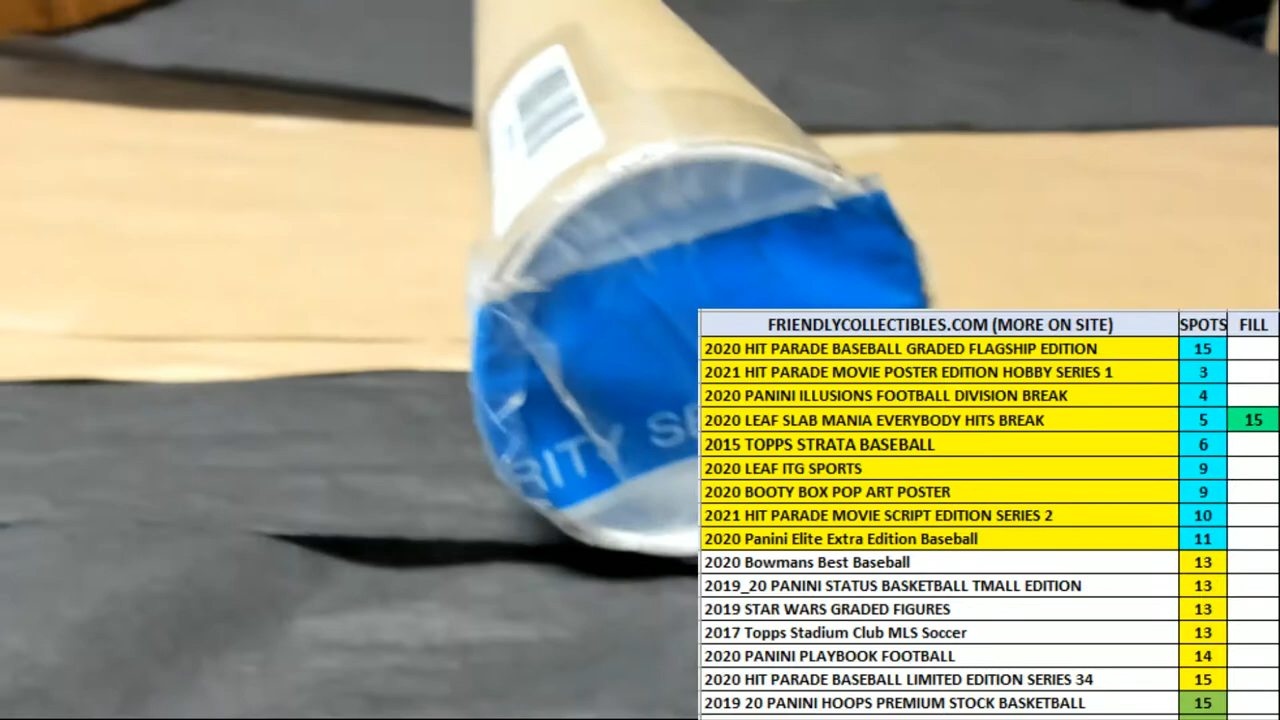 FRIENDLYCOLLECTIBLES.COM (MORE ON SITE) SPOTS FILL
2020 HIT PARADE BASEBALL GRADED FLAGSHIP EDITION 15
2021 HIT PARADE MOVIE POSTER EDITION HOBBY SERIES 1 3
2020 PANINI ILLUSIONS FOOTBALL DIVISION BREAK 4
2020 LEAF SLAB MANIA EVERYBODY HITS BREAK 5 15
2015 TOPPS STRATA BASEBALL 6
2020 LEAF ITG SPORTS 9
2020 BOOTY BOX POP ART POSTER 9
2021 HIT PARADE MOVIE SCRIPT EDITION SERIES 2 10
2020 Panini Elite Extra Edition Baseball 11
2020 Bowmans Best Baseball 13
2019_20 PANINI STATUS BASKETBALL TMALL EDITION 13
2019 STAR WARS GRADED FIGURES 13
2017 Topps Stadium Club MLS Soccer 13
2020 PANINI PLAYBOOK FOOTBALL 14
2020 HIT PARADE BASEBALL LIMITED EDITION SERIES 34 15
2019 20 PANINI HOOPS PREMIUM STOCK BASKETBALL 15